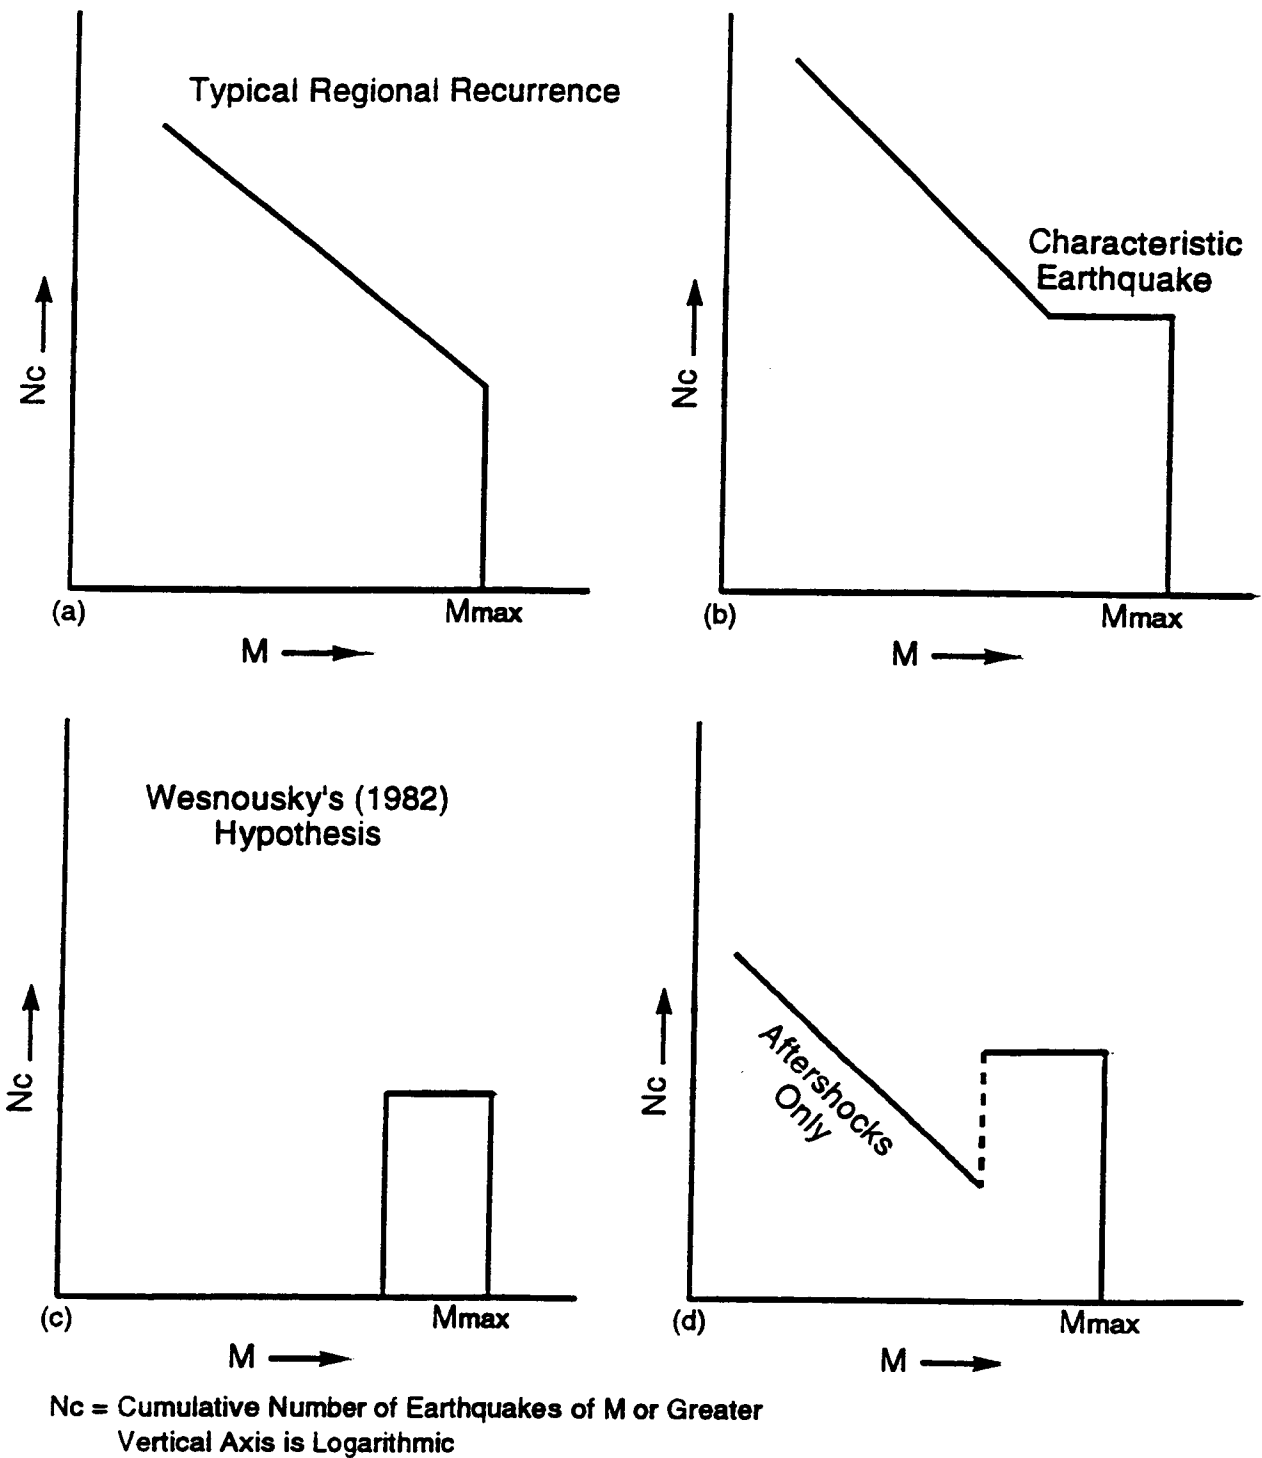 Typical Regional Recurrence
Nc
(a)
Mmax
M
Characteristic
Earthquake
Nc
(b)
Mmax
M
Wesnousky's (1982)
Hypothesis
Nc
(c)
Mmax
M
Aftershocks
Only
Nc
(d)
Mmax
M
Nc = Cumulative Number of Earthquakes of M or Greater
Vertical Axis is Logarithmic